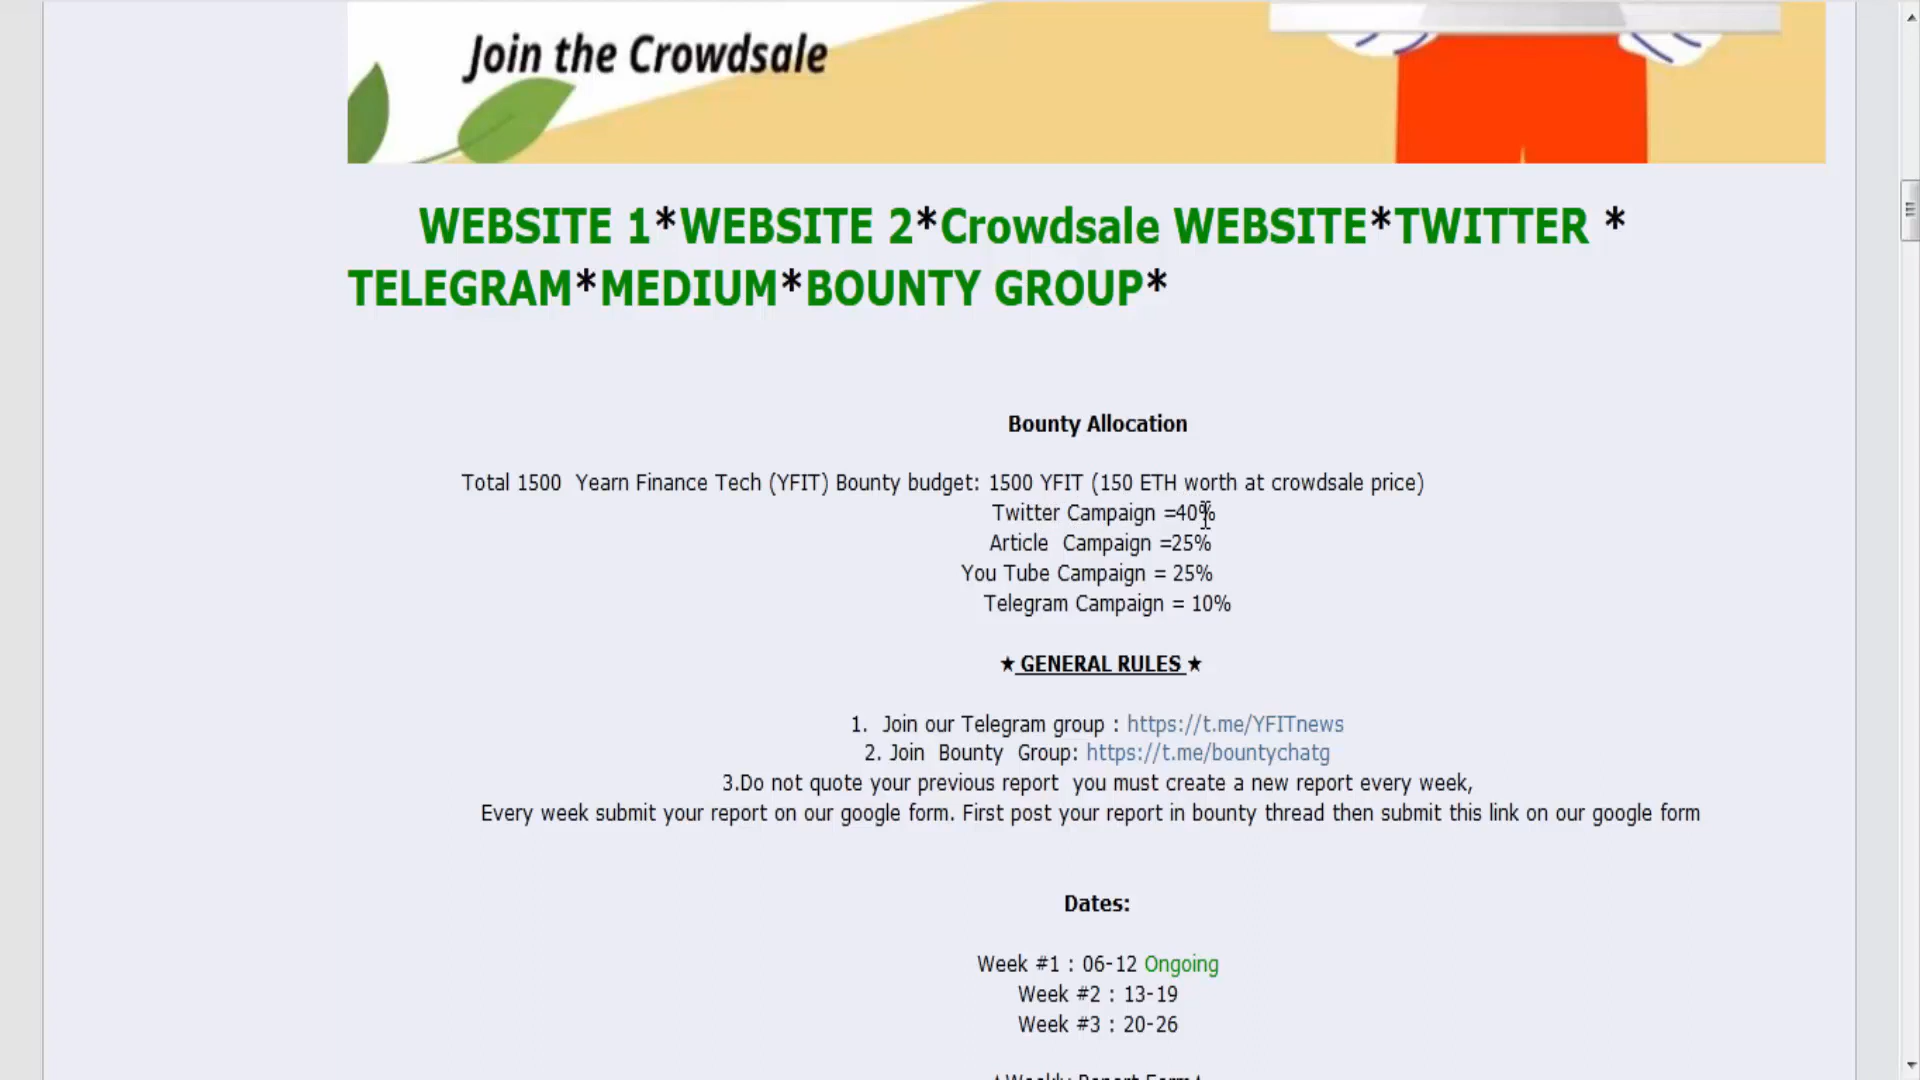 Join the Crowdsale
WEBSITE 1*WEBSITE 2*Crowdsale WEBSITE*TWITTER *
TELEGRAM*MEDIUM*BOUNTY GROUP*
Bounty Allocation
Total 1500 Yearn Finance Tech (YFIT) Bounty budget: 1500 YFIT (150 ETH worth at crowdsale price)
Twitter Campaign =40%
Article Campaign =25%
You Tube Campaign = 25%
Telegram Campaign = 10%
★ GENERAL RULES ★
1. Join our Telegram group : https://t.me/YFITnews
2. Join Bounty Group: https://t.me/bountychatg
3.Do not quote your previous report you must create a new report every week,
Every week submit your report on our google form. First post your report in bounty thread then submit this link on our google form
Dates:
Week #1 : 06-12 Ongoing
Week #2 : 13-19
Week #3 : 20-26
★Weekly Report Form★